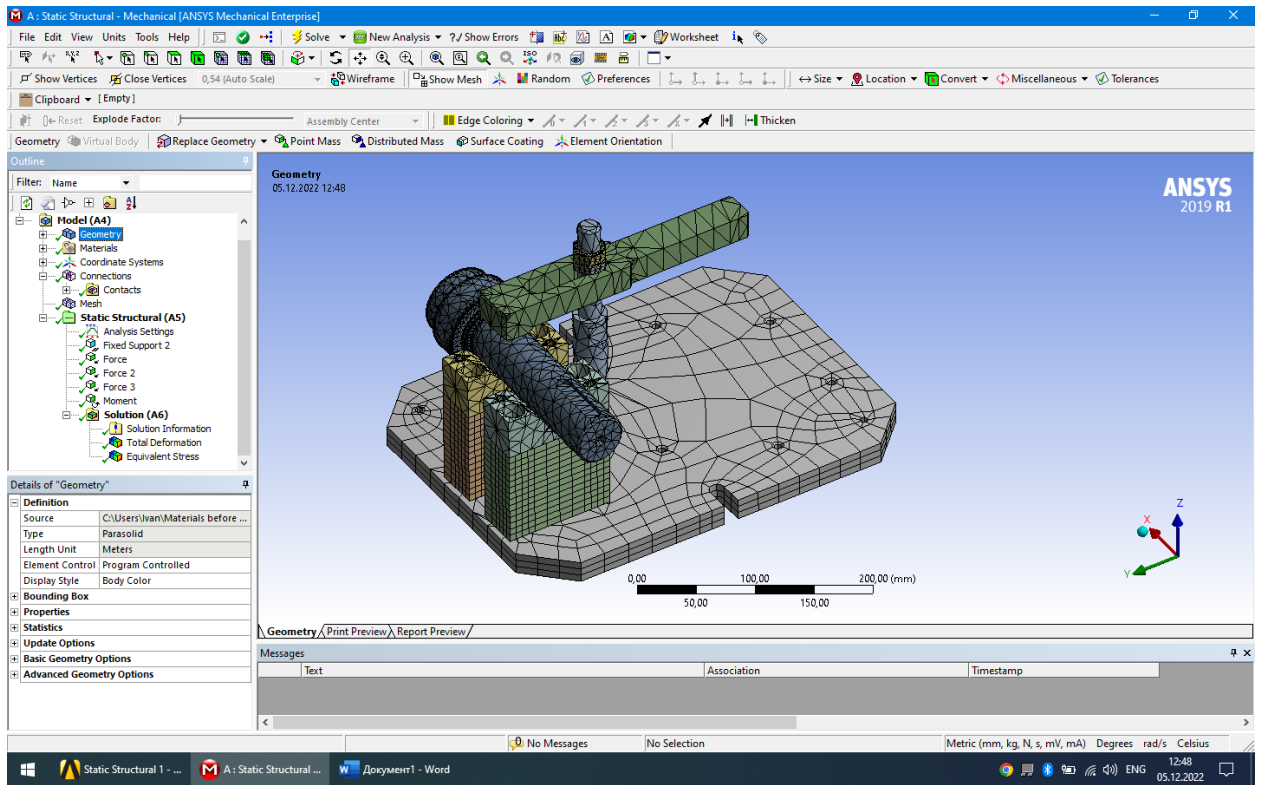 A : Static Structural - Mechanical [ANSYS Mechanical Enterprise]
File Edit View Units Tools Help Solve New Analysis ?/ Show Errors Worksheet
Show Vertices Close Vertices 0,54 (Auto Scale) Wireframe Show Mesh Random Preferences Size Location Convert Miscellaneous Tolerances
Clipboard [Empty]
Reset Explode Factor: Assembly Center Edge Coloring Thicken
Geometry Virtual Body Replace Geometry Point Mass Distributed Mass Surface Coating Element Orientation
Outline
Filter: Name
Model (A4)
Geometry
Materials
Coordinate Systems
Connections
Contacts
Mesh
Static Structural (A5)
Analysis Settings
Fixed Support 2
Force
Force 2
Force 3
Moment
Solution (A6)
Solution Information
Total Deformation
Equivalent Stress
Details of "Geometry"
Definition
Source C:\Users\Ivan\Materials before ...
Type Parasolid
Length Unit Meters
Element Control Program Controlled
Display Style Body Color
Bounding Box
Properties
Statistics
Update Options
Basic Geometry Options
Advanced Geometry Options
Geometry
05.12.2022 12:48
ANSYS
2019 R1
Z
X
Y
0,00 100,00 200,00 (mm)
50,00 150,00
Geometry Print Preview Report Preview
Messages
Text Association Timestamp
No Messages No Selection Metric (mm, kg, N, s, mV, mA) Degrees rad/s Celsius
Static Structural 1 - ... A : Static Structural ... Документ1 - Word ENG 12:48
05.12.2022